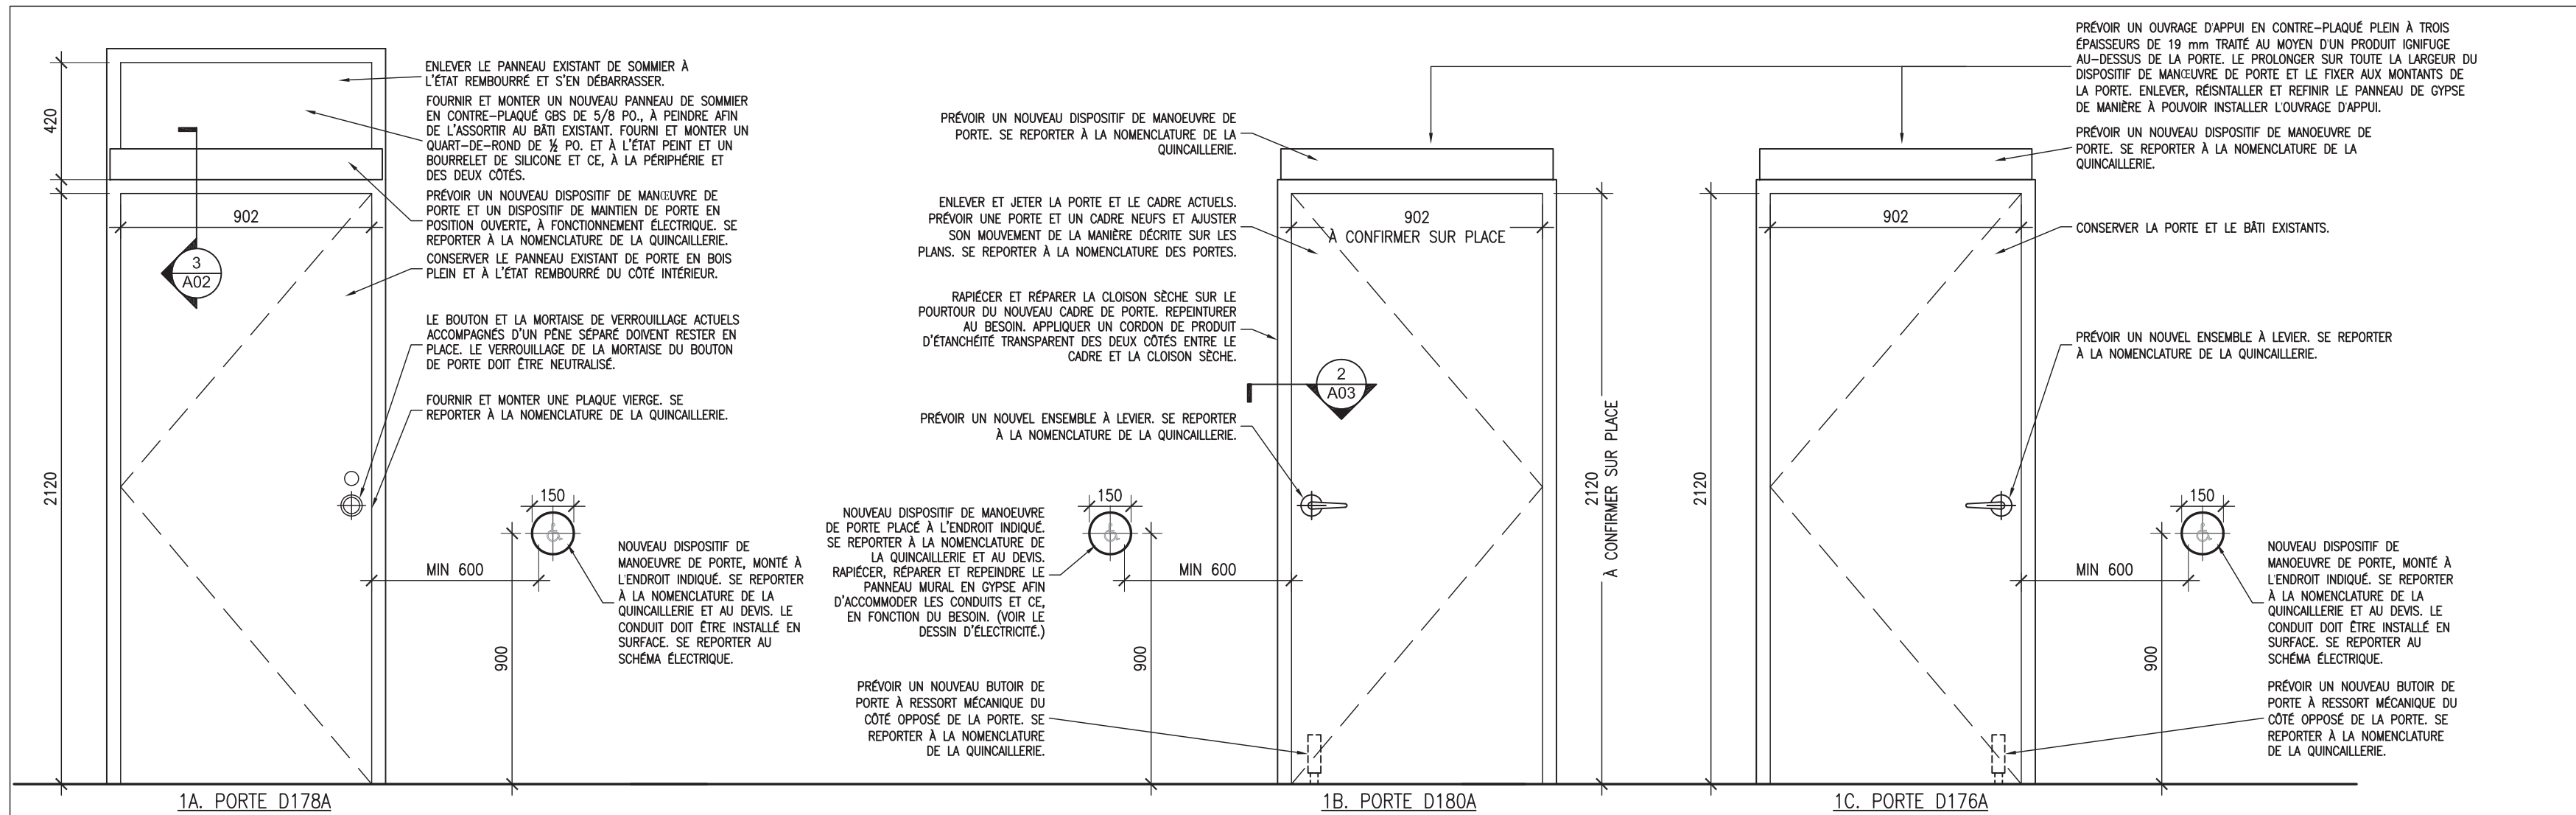 ENLEVER LE PANNEAU EXISTANT DE SOMMIER À
L'ÉTAT REMBOURRÉ ET S'EN DÉBARRASSER.
FOURNIR ET MONTER UN NOUVEAU PANNEAU DE SOMMIER
EN CONTRE-PLAQUÉ GBS DE 5/8 PO., À PEINDRE AFIN
DE L'ASSORTIR AU BÂTI EXISTANT. FOURNI ET MONTER UN
QUART-DE-ROND DE ½ PO. ET À L'ÉTAT PEINT ET UN
BOURRELET DE SILICONE ET CE, À LA PÉRIPHÉRIE ET
DES DEUX CÔTÉS.
PRÉVOIR UN NOUVEAU DISPOSITIF DE MANŒUVRE DE
PORTE ET UN DISPOSITIF DE MAINTIEN DE PORTE EN
POSITION OUVERTE, À FONCTIONNEMENT ÉLECTRIQUE. SE
REPORTER À LA NOMENCLATURE DE LA QUINCAILLERIE.
CONSERVER LE PANNEAU EXISTANT DE PORTE EN BOIS
PLEIN ET À L'ÉTAT REMBOURRÉ DU CÔTÉ INTÉRIEUR.
LE BOUTON ET LA MORTAISE DE VERROUILLAGE ACTUELS
ACCOMPAGNÉS D'UN PÊNE SÉPARÉ DOIVENT RESTER EN
PLACE. LE VERROUILLAGE DE LA MORTAISE DU BOUTON
DE PORTE DOIT ÊTRE NEUTRALISÉ.
FOURNIR ET MONTER UNE PLAQUE VIERGE. SE
REPORTER À LA NOMENCLATURE DE LA QUINCAILLERIE.
420
2120
902
3
A02
150
MIN 600
900
NOUVEAU DISPOSITIF DE
MANOEUVRE DE PORTE, MONTÉ À
L'ENDROIT INDIQUÉ. SE REPORTER
À LA NOMENCLATURE DE LA
QUINCAILLERIE ET AU DEVIS. LE
CONDUIT DOIT ÊTRE INSTALLÉ EN
SURFACE. SE REPORTER AU
SCHÉMA ÉLECTRIQUE.
1A. PORTE D178A
PRÉVOIR UN NOUVEAU DISPOSITIF DE MANOEUVRE DE
PORTE. SE REPORTER À LA NOMENCLATURE DE LA
QUINCAILLERIE.
ENLEVER ET JETER LA PORTE ET LE CADRE ACTUELS.
PRÉVOIR UNE PORTE ET UN CADRE NEUFS ET AJUSTER
SON MOUVEMENT DE LA MANIÈRE DÉCRITE SUR LES
PLANS. SE REPORTER À LA NOMENCLATURE DES PORTES.
RAPIÉCER ET RÉPARER LA CLOISON SÈCHE SUR LE
POURTOUR DU NOUVEAU CADRE DE PORTE. REPEINTURER
AU BESOIN. APPLIQUER UN CORDON DE PRODUIT
D'ÉTANCHÉITÉ TRANSPARENT DES DEUX CÔTÉS ENTRE LE
CADRE ET LA CLOISON SÈCHE.
PRÉVOIR UN NOUVEL ENSEMBLE À LEVIER. SE REPORTER
À LA NOMENCLATURE DE LA QUINCAILLERIE.
NOUVEAU DISPOSITIF DE MANOEUVRE
DE PORTE PLACÉ À L'ENDROIT INDIQUÉ.
SE REPORTER À LA NOMENCLATURE DE
LA QUINCAILLERIE ET AU DEVIS.
RAPIÉCER, RÉPARER ET REPEINDRE LE
PANNEAU MURAL EN GYPSE AFIN
D'ACCOMMODER LES CONDUITS ET CE,
EN FONCTION DU BESOIN. (VOIR LE
DESSIN D'ÉLECTRICITÉ.)
PRÉVOIR UN NOUVEAU BUTOIR DE
PORTE À RESSORT MÉCANIQUE DU
CÔTÉ OPPOSÉ DE LA PORTE. SE
REPORTER À LA NOMENCLATURE
DE LA QUINCAILLERIE.
150
MIN 600
900
902
À CONFIRMER SUR PLACE
2
A03
2120
À CONFIRMER SUR PLACE
1B. PORTE D180A
PRÉVOIR UN OUVRAGE D'APPUI EN CONTRE-PLAQUÉ PLEIN À TROIS
ÉPAISSEURS DE 19 mm TRAITÉ AU MOYEN D'UN PRODUIT IGNIFUGE
AU-DESSUS DE LA PORTE. LE PROLONGER SUR TOUTE LA LARGEUR DU
DISPOSITIF DE MANŒUVRE DE PORTE ET LE FIXER AUX MONTANTS DE
LA PORTE. ENLEVER, RÉISNTALLER ET REFINIR LE PANNEAU DE GYPSE
DE MANIÈRE À POUVOIR INSTALLER L'OUVRAGE D'APPUI.
PRÉVOIR UN NOUVEAU DISPOSITIF DE MANOEUVRE DE
PORTE. SE REPORTER À LA NOMENCLATURE DE LA
QUINCAILLERIE.
CONSERVER LA PORTE ET LE BÂTI EXISTANTS.
PRÉVOIR UN NOUVEL ENSEMBLE À LEVIER. SE REPORTER
À LA NOMENCLATURE DE LA QUINCAILLERIE.
902
2120
150
MIN 600
900
NOUVEAU DISPOSITIF DE
MANOEUVRE DE PORTE, MONTÉ À
L'ENDROIT INDIQUÉ. SE REPORTER
À LA NOMENCLATURE DE LA
QUINCAILLERIE ET AU DEVIS. LE
CONDUIT DOIT ÊTRE INSTALLÉ EN
SURFACE. SE REPORTER AU
SCHÉMA ÉLECTRIQUE.
PRÉVOIR UN NOUVEAU BUTOIR DE
PORTE À RESSORT MÉCANIQUE DU
CÔTÉ OPPOSÉ DE LA PORTE. SE
REPORTER À LA NOMENCLATURE
DE LA QUINCAILLERIE.
1C. PORTE D176A